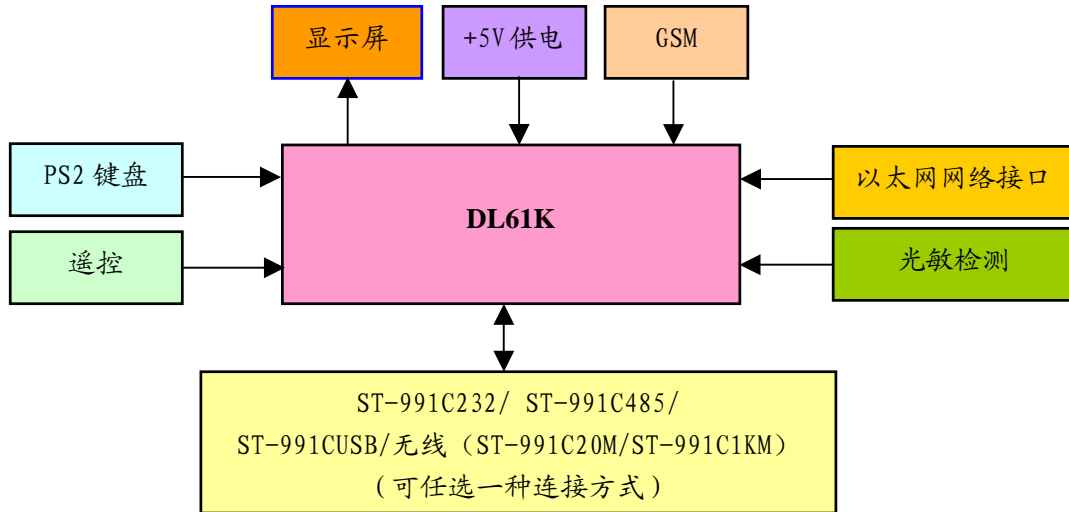 显示屏
+5V供电
GSM
PS2 键盘
以太网网络接口
DL61K
遥控
光敏检测
ST-991C232/ ST-991C485/
ST-991CUSB/无线（ST-991C20M/ST-991C1KM）
（可任选一种连接方式）